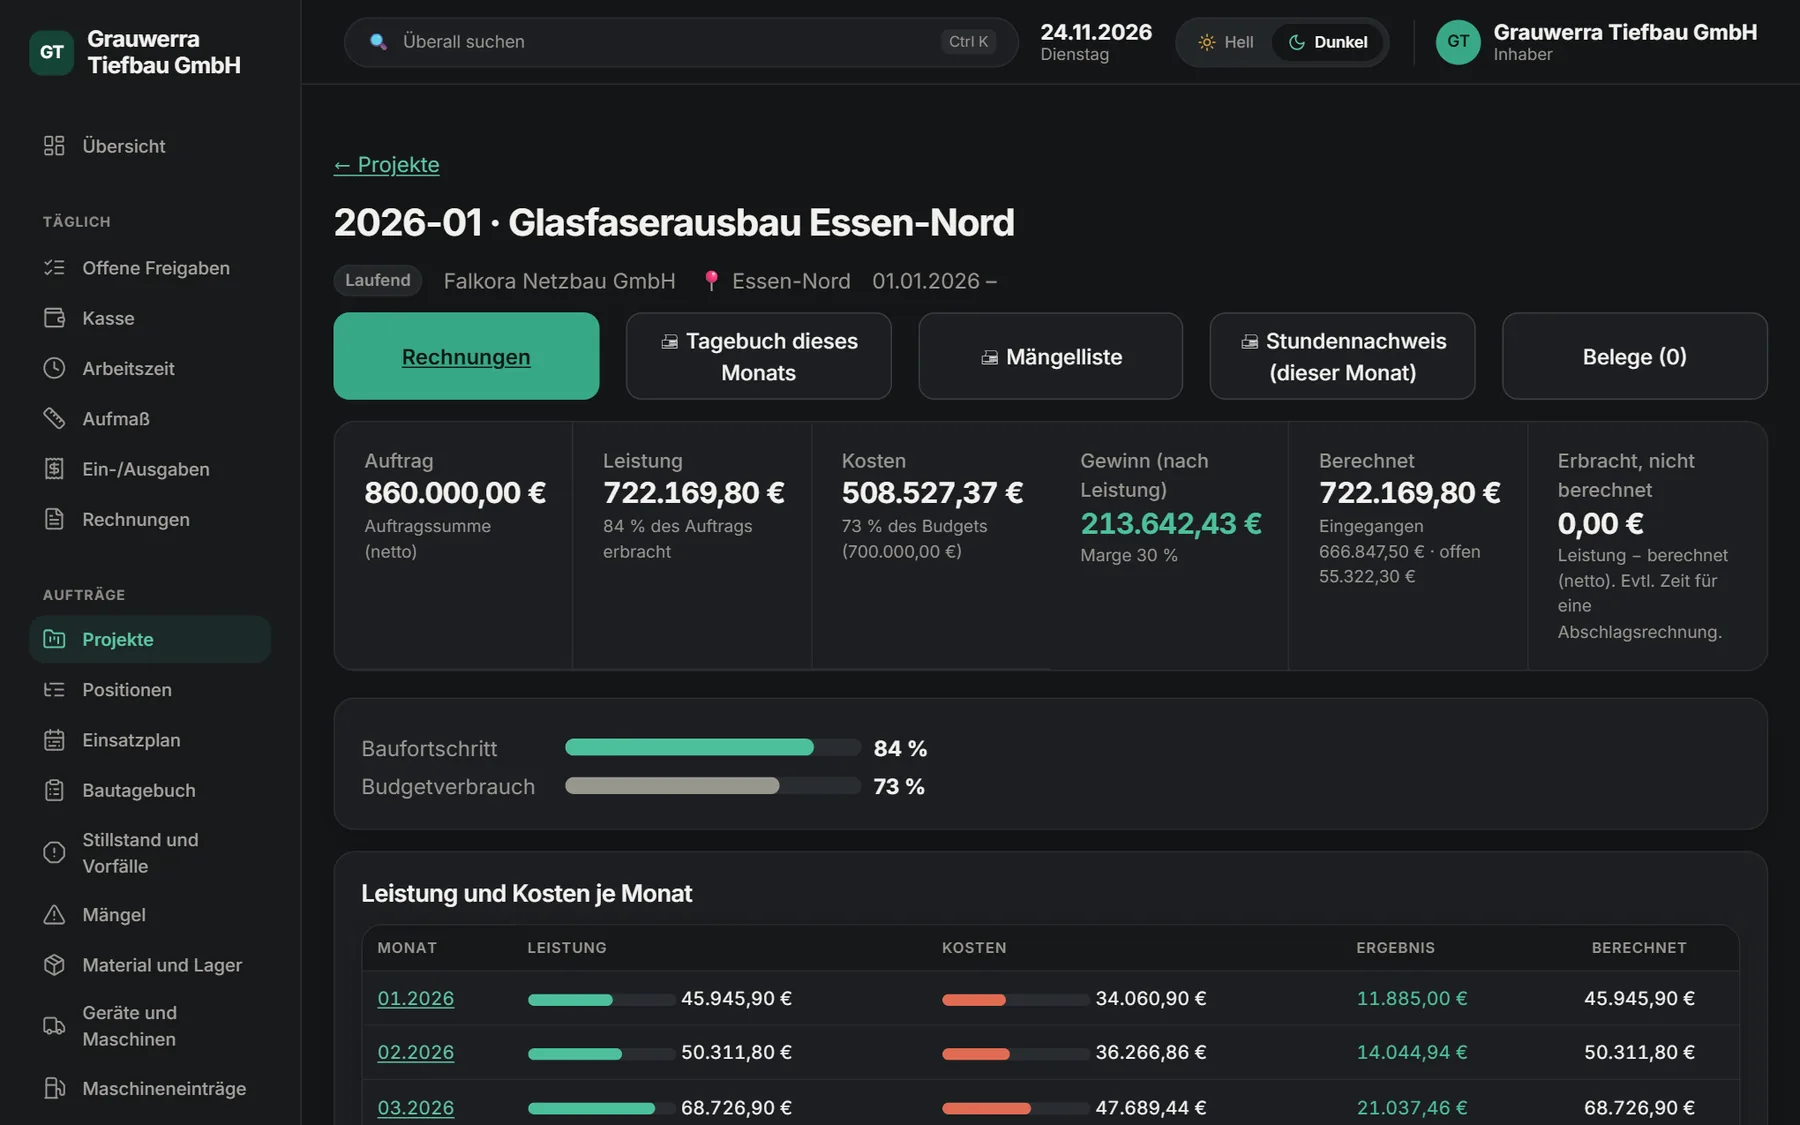 GT
Grauwerra
Tiefbau GmbH
Übersicht
TÄGLICH
Offene Freigaben
Kasse
Arbeitszeit
Aufmaß
Ein-/Ausgaben
Rechnungen
AUFTRÄGE
Projekte
Positionen
Einsatzplan
Bautagebuch
Stillstand und
Vorfälle
Mängel
Material und Lager
Geräte und
Maschinen
Maschineneinträge
Überall suchen
Ctrl K
24.11.2026
Dienstag
Hell
Dunkel
GT
Grauwerra Tiefbau GmbH
Inhaber
← Projekte
2026-01 · Glasfaserausbau Essen-Nord
Laufend Falkora Netzbau GmbH Essen-Nord 01.01.2026 –
Rechnungen
Tagebuch dieses
Monats
Mängelliste
Stundennachweis
(dieser Monat)
Belege (0)
Auftrag
860.000,00 €
Auftragssumme
(netto)
Leistung
722.169,80 €
84 % des Auftrags
erbracht
Kosten
508.527,37 €
73 % des Budgets
(700.000,00 €)
Gewinn (nach
Leistung)
213.642,43 €
Marge 30 %
Berechnet
722.169,80 €
Eingegangen
666.847,50 € · offen
55.322,30 €
Erbracht, nicht
berechnet
0,00 €
Leistung − berechnet
(netto). Evtl. Zeit für
eine
Abschlagsrechnung.
Baufortschritt 84 %
Budgetverbrauch 73 %
Leistung und Kosten je Monat
MONAT LEISTUNG KOSTEN ERGEBNIS BERECHNET
01.2026 45.945,90 € 34.060,90 € 11.885,00 € 45.945,90 €
02.2026 50.311,80 € 36.266,86 € 14.044,94 € 50.311,80 €
03.2026 68.726,90 € 47.689,44 € 21.037,46 € 68.726,90 €